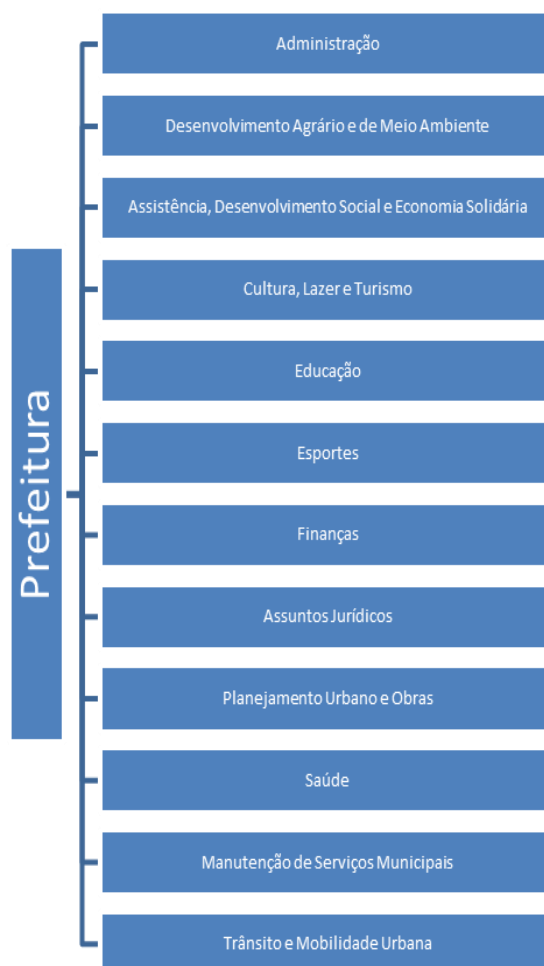 Prefeitura
Administração
Desenvolvimento Agrário e de Meio Ambiente
Assistência, Desenvolvimento Social e Economia Solidária
Cultura, Lazer e Turismo
Educação
Esportes
Finanças
Assuntos Jurídicos
Planejamento Urbano e Obras
Saúde
Manutenção de Serviços Municipais
Trânsito e Mobilidade Urbana